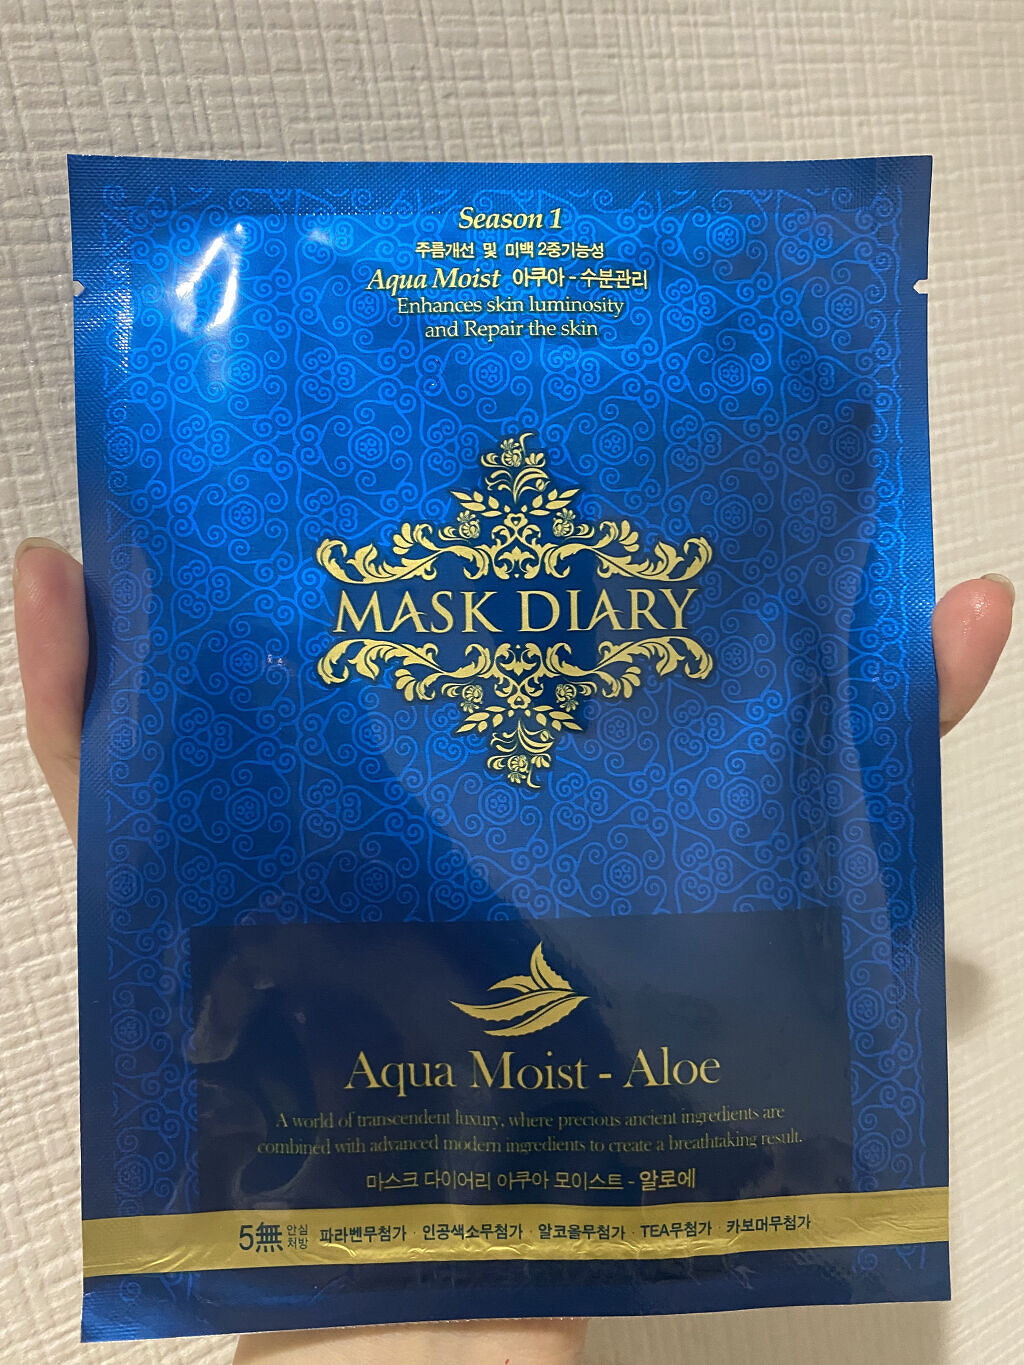 Season 1
주름개선 및 미백 2중기능성
Aqua Moist 아쿠아 - 수분관리
Enhances skin luminosity
and Repair the skin
MASK DIARY
Aqua Moist - Aloe
A world of transcendent luxury, where precious ancient ingredients are
combined with advanced modern ingredients to create a breathtaking result.
마스크 다이어리 아쿠아 모이스트 - 알로에
5無 안심처방 파라벤무첨가 · 인공색소무첨가 · 알코올무첨가 · TEA무첨가 · 카보머무첨가